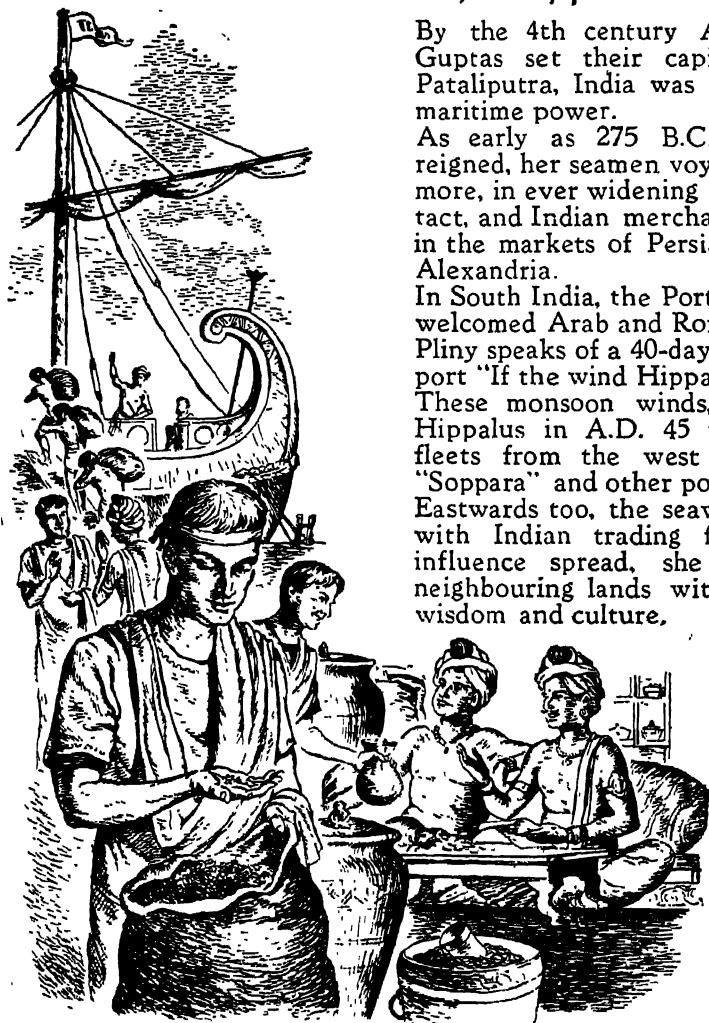 By the 4th century A
Guptas set their capi
Pataliputra, India was
maritime power.
As early as 275 B.C.
reigned, her seamen voy
more, in ever widening
tact, and Indian mercha
in the markets of Persi
Alexandria.
In South India, the Port
welcomed Arab and Ro
Pliny speaks of a 40-day
port "If the wind Hippa
These monsoon winds,
Hippalus in A.D. 45
fleets from the west
"Soppara" and other po
Eastwards too, the seav
with Indian trading f
influence spread, she
neighbouring lands wit
wisdom and culture,